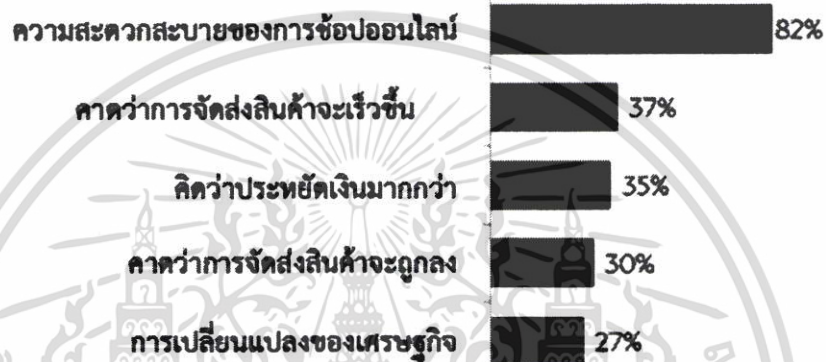 ความสะดวกสบายของการช้อปออนไลน์ 82%
คาดว่าการจัดส่งสินค้าจะเร็วขึ้น 37%
คิดว่าประหยัดเงินมากกว่า 35%
คาดว่าการจัดส่งสินค้าจะถูกลง 30%
การเปลี่ยนแปลงของเศรษฐกิจ 27%